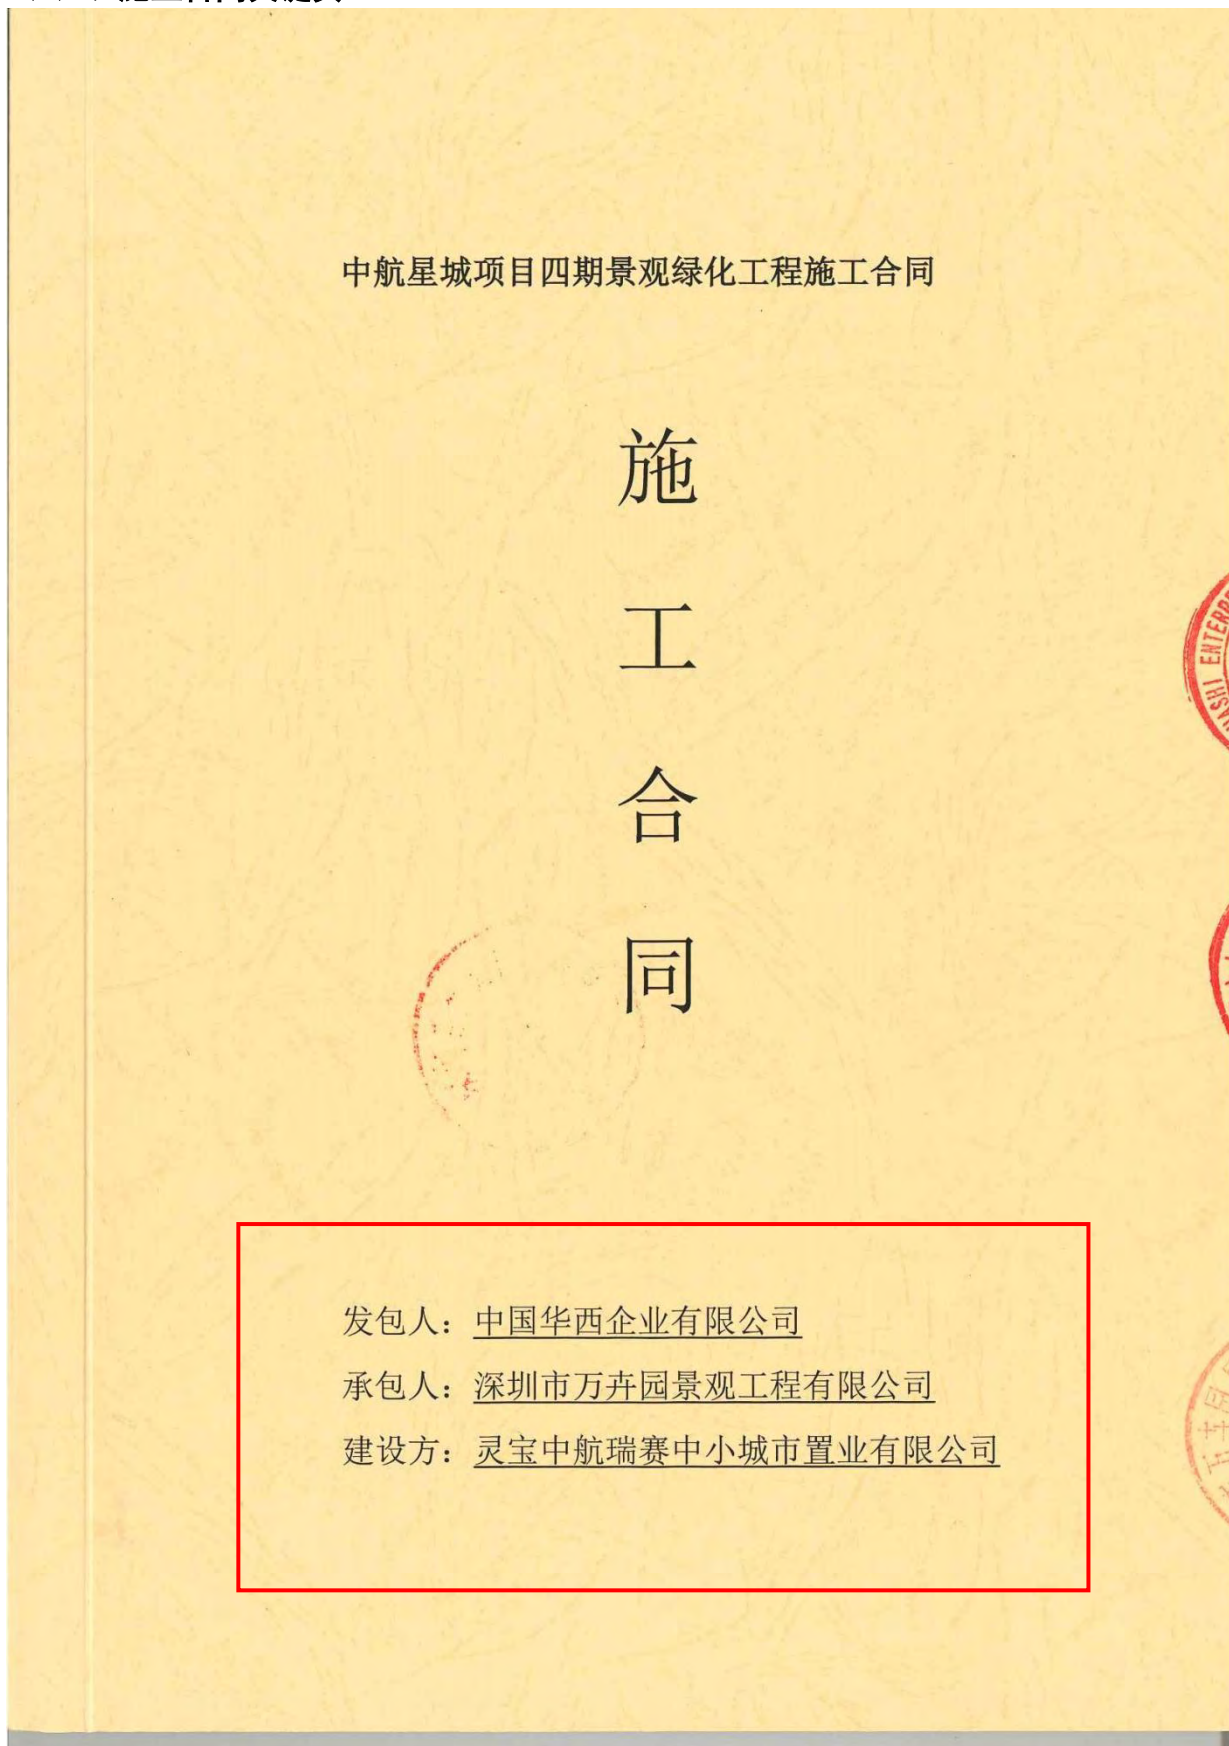 中航星城项目四期景观绿化工程施工合同
施
工
合
同
发包人：中国华西企业有限公司
承包人：深圳市万卉园景观工程有限公司
建设方：灵宝中航瑞赛中小城市置业有限公司
HASHI ENTERPR